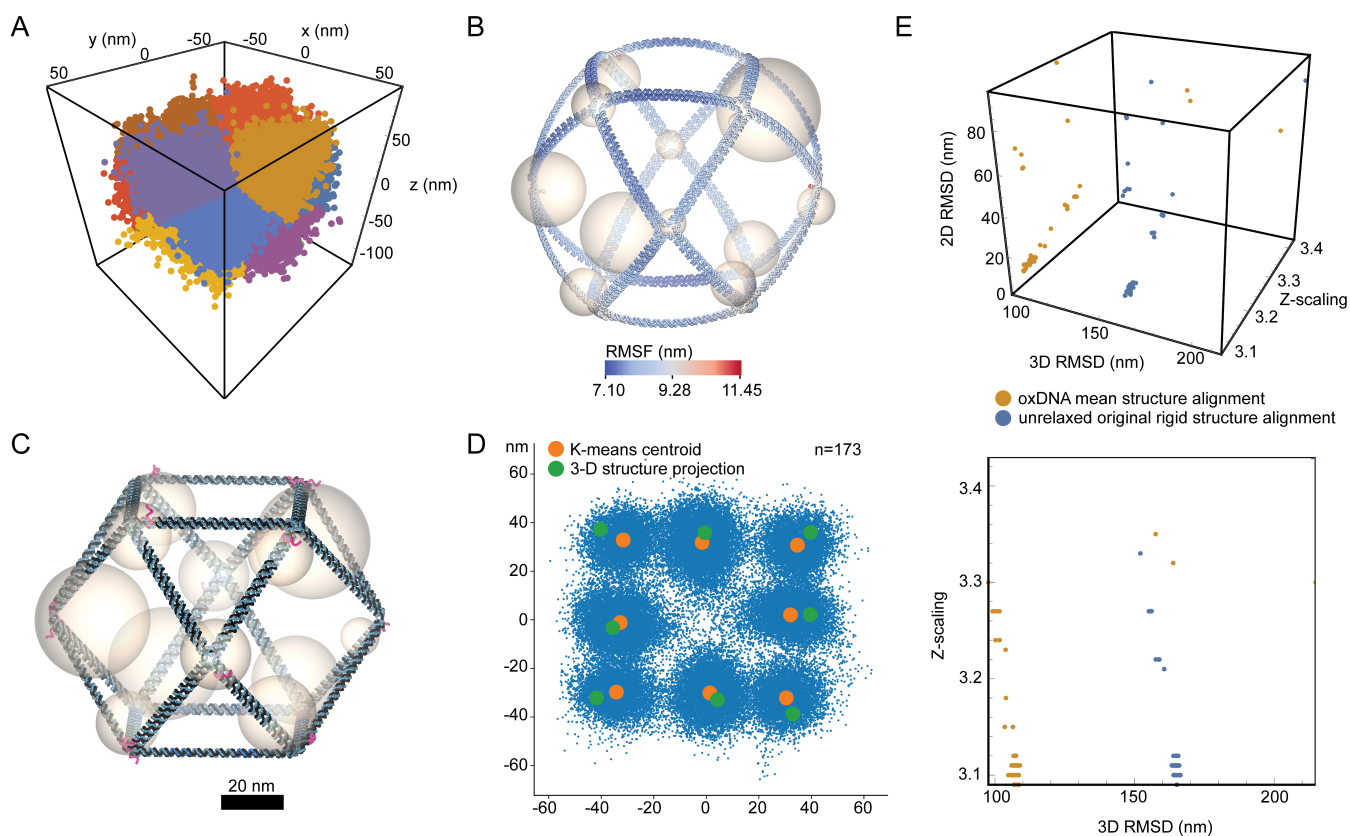 A
y (nm)
-50
-50
x (nm)
0
0
50
50
50
0
z (nm)
-50
-100
B
RMSF (nm)
7.10
9.28
11.45
C
20 nm
D
nm
K-means centroid
n=173
3-D structure projection
60
40
20
0
-20
-40
-60
-60
-40
-20
0
20
40
60
E
2D RMSD (nm)
80
60
40
20
0
100
150
200
3D RMSD (nm)
3.4
3.3
Z-scaling
3.2
3.1
oxDNA mean structure alignment
unrelaxed original rigid structure alignment
Z-scaling
3.4
3.3
3.2
3.1
100
150
200
3D RMSD (nm)